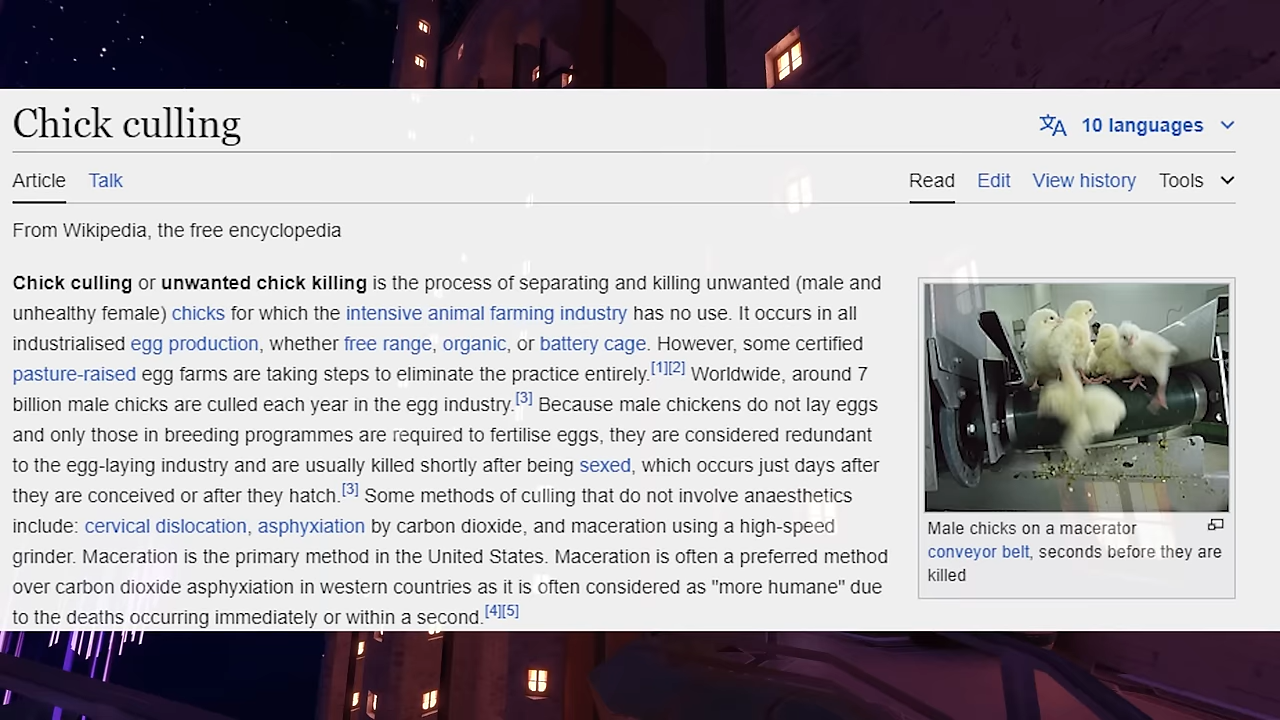 Chick culling
10 languages
Article Talk Read Edit View history Tools
From Wikipedia, the free encyclopedia
Chick culling or unwanted chick killing is the process of separating and killing unwanted (male and
unhealthy female) chicks for which the intensive animal farming industry has no use. It occurs in all
industrialised egg production, whether free range, organic, or battery cage. However, some certified
pasture-raised egg farms are taking steps to eliminate the practice entirely.[1][2] Worldwide, around 7
billion male chicks are culled each year in the egg industry.[3] Because male chickens do not lay eggs
and only those in breeding programmes are required to fertilise eggs, they are considered redundant
to the egg-laying industry and are usually killed shortly after being sexed, which occurs just days after
they are conceived or after they hatch.[3] Some methods of culling that do not involve anaesthetics
include: cervical dislocation, asphyxiation by carbon dioxide, and maceration using a high-speed
grinder. Maceration is the primary method in the United States. Maceration is often a preferred method
over carbon dioxide asphyxiation in western countries as it is often considered as "more humane" due
to the deaths occurring immediately or within a second.[4][5]
Male chicks on a macerator
conveyor belt, seconds before they are
killed